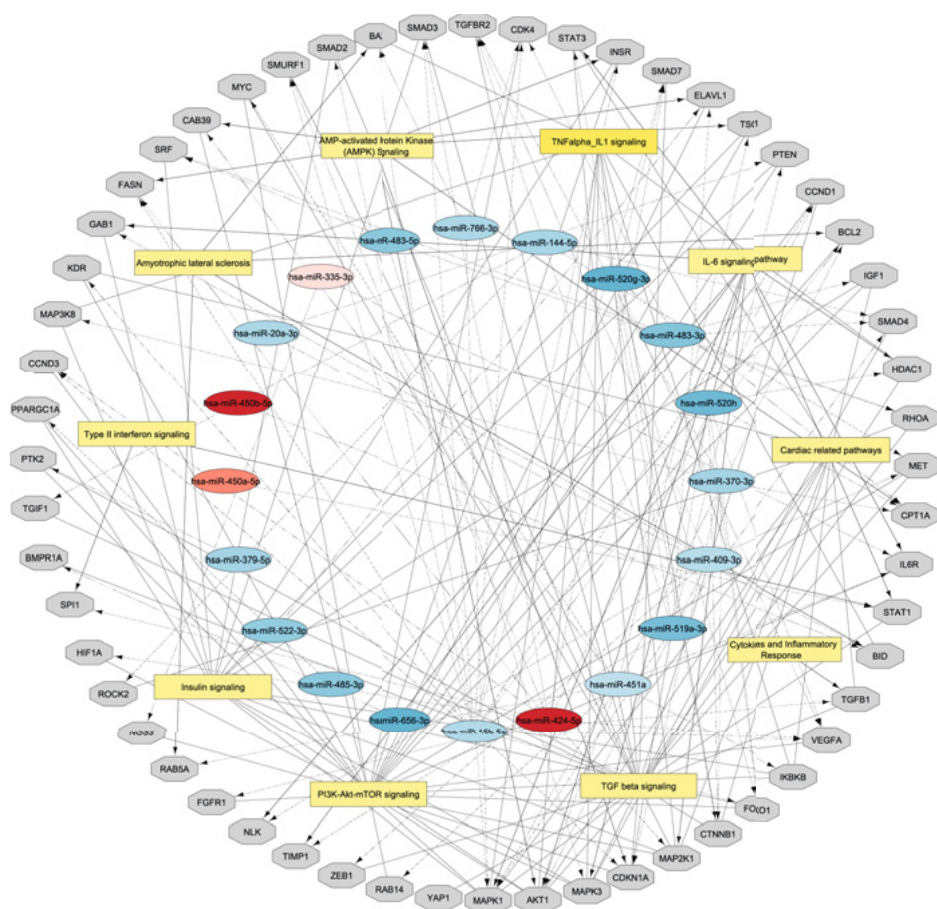 TGFBR2
SMAD3
CDK4
BA
STAT3
SMAD2
INSR
SMURF1
SMAD7
MYC
ELAVL1
CAB39
TSC1
SRF
AMP-activated rotein Kinase
(AMPK) Signaling
TNFalpha_IL1 signaling
PTEN
FASN
CCND1
GAB1
hsa-miR-766-3p
hsa-miR-144-5p
BCL2
KDR
Amyotrophic lateral sclerosis
IL-6 signaling pathway
hsa-miR-335-3p
hsa-miR-520g-3p
IGF1
MAP3K8
SMAD4
hsa-miR-20a-3p
hsa-miR-483-3p
CCND3
HDAC1
PPARGC1A
hsa-miR-450b-5p
hsa-miR-520h
RHOA
Type II interferon signaling
Cardiac related pathways
PTK2
MET
hsa-miR-450a-5p
hsa-miR-370-3p
TGIF1
CPT1A
BMPR1A
hsa-miR-379-5p
hsa-miR-409-3p
IL6R
SPI1
STAT1
hsa-miR-522-3p
hsa-miR-519a-3p
HIF1A
Cytokies and Inflammatory
Response
BID
ROCK2
Insulin signaling
hsa-miR-485-3p
hsa-miR-451a
TGFB1
hsamiR-656-3p
hsa-miR-424-5p
VEGFA
RAB5A
IKBKB
FGFR1
PI3K-Akt-mTOR signaling
TGF beta signaling
NLK
CTNNB1
TIMP1
MAP2K1
ZEB1
CDKN1A
RAB14
MAPK3
YAP1
MAPK1
AKT1